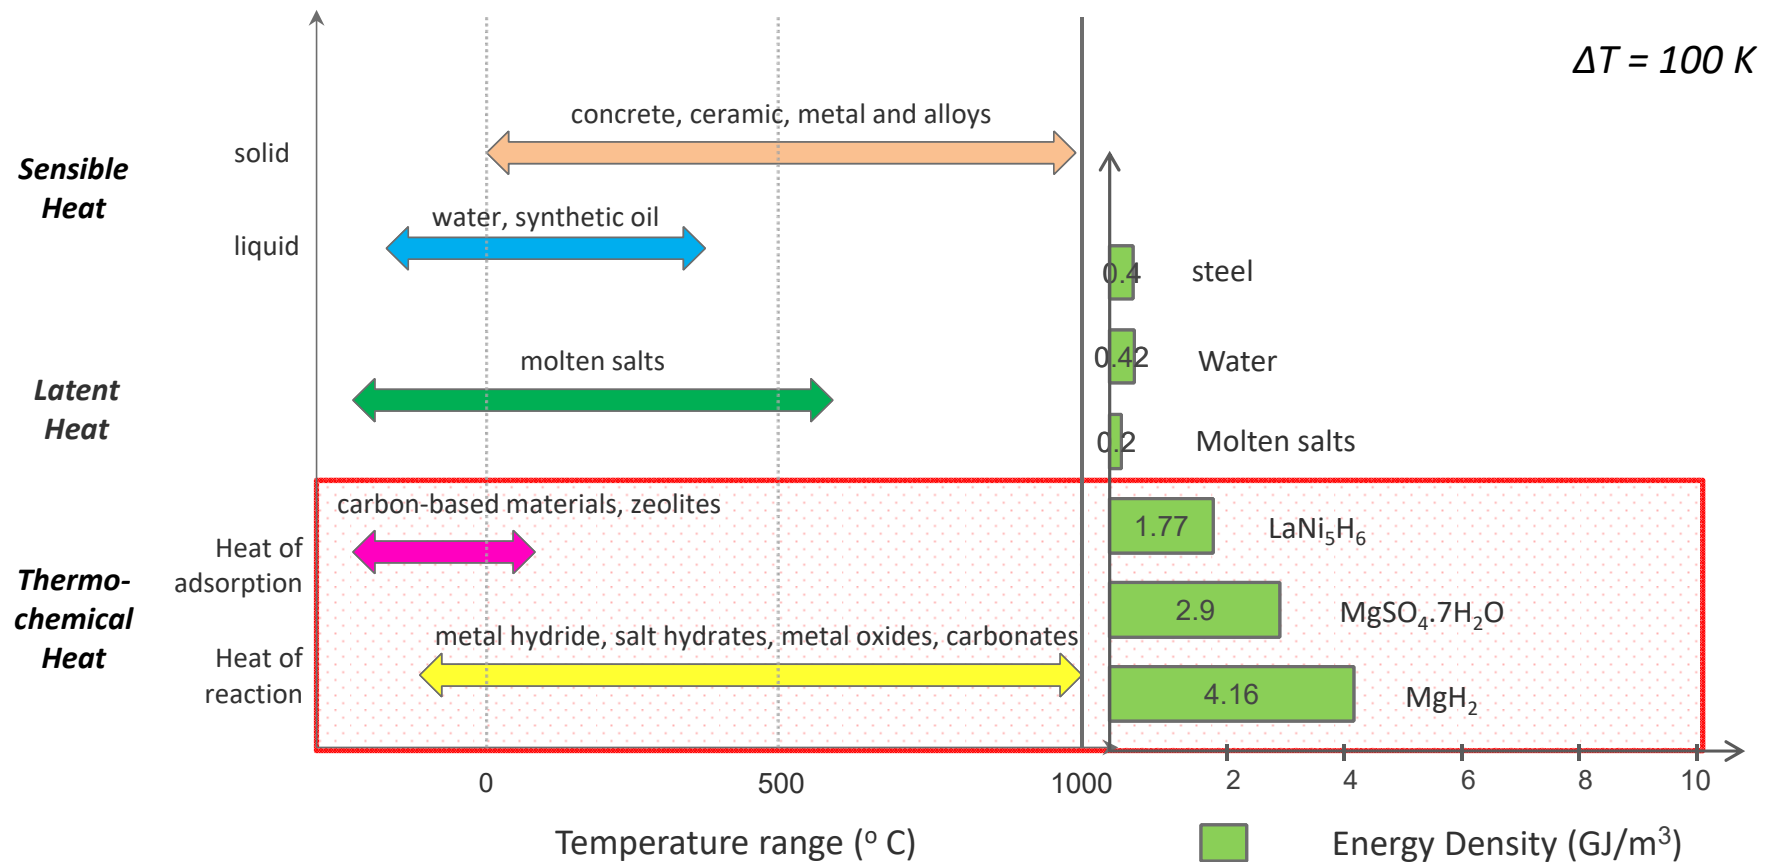 ΔT = 100 K
Sensible
Heat
solid
concrete, ceramic, metal and alloys
liquid
water, synthetic oil
Latent
Heat
molten salts
Thermo-
chemical
Heat
Heat of
adsorption
carbon-based materials, zeolites
Heat of
reaction
metal hydride, salt hydrates, metal oxides, carbonates
0.4 steel
0.42 Water
0.2 Molten salts
1.77 LaNi₅H₆
2.9 MgSO₄.7H₂O
4.16 MgH₂
0 500 1000 2 4 6 8 10
Temperature range (° C)
Energy Density (GJ/m³)